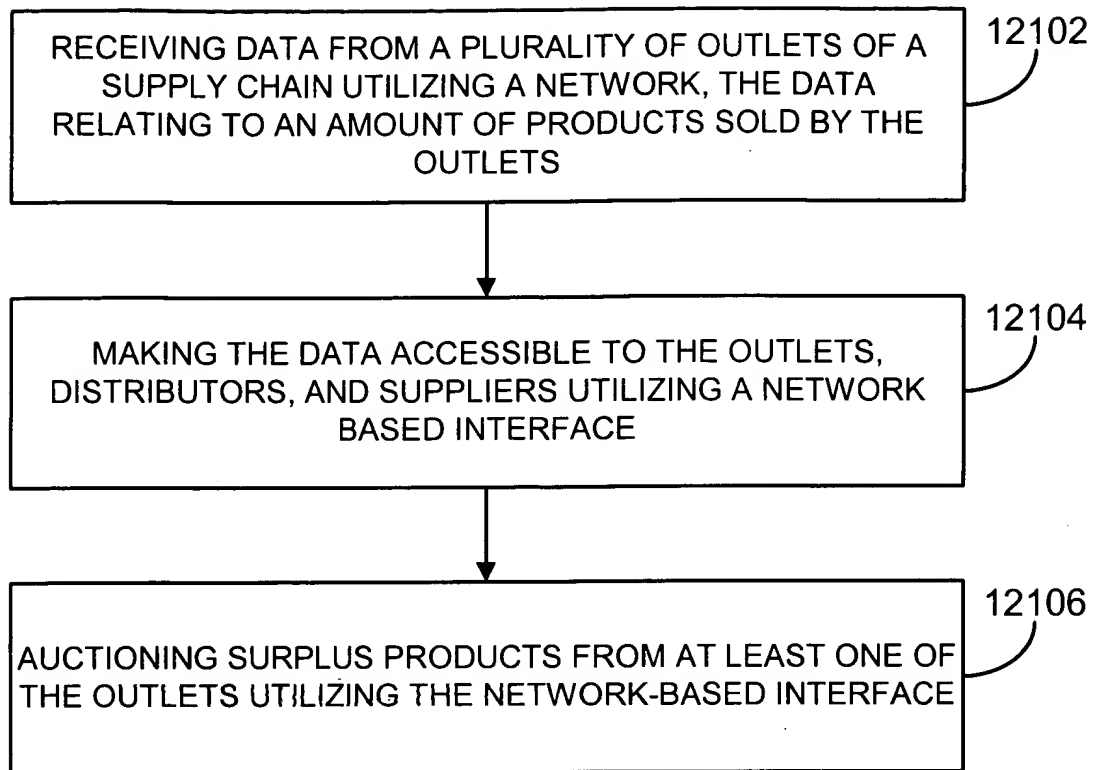 RECEIVING DATA FROM A PLURALITY OF OUTLETS OF A
SUPPLY CHAIN UTILIZING A NETWORK, THE DATA
RELATING TO AN AMOUNT OF PRODUCTS SOLD BY THE
OUTLETS
12102
MAKING THE DATA ACCESSIBLE TO THE OUTLETS,
DISTRIBUTORS, AND SUPPLIERS UTILIZING A NETWORK
BASED INTERFACE
12104
AUCTIONING SURPLUS PRODUCTS FROM AT LEAST ONE OF
THE OUTLETS UTILIZING THE NETWORK-BASED INTERFACE
12106